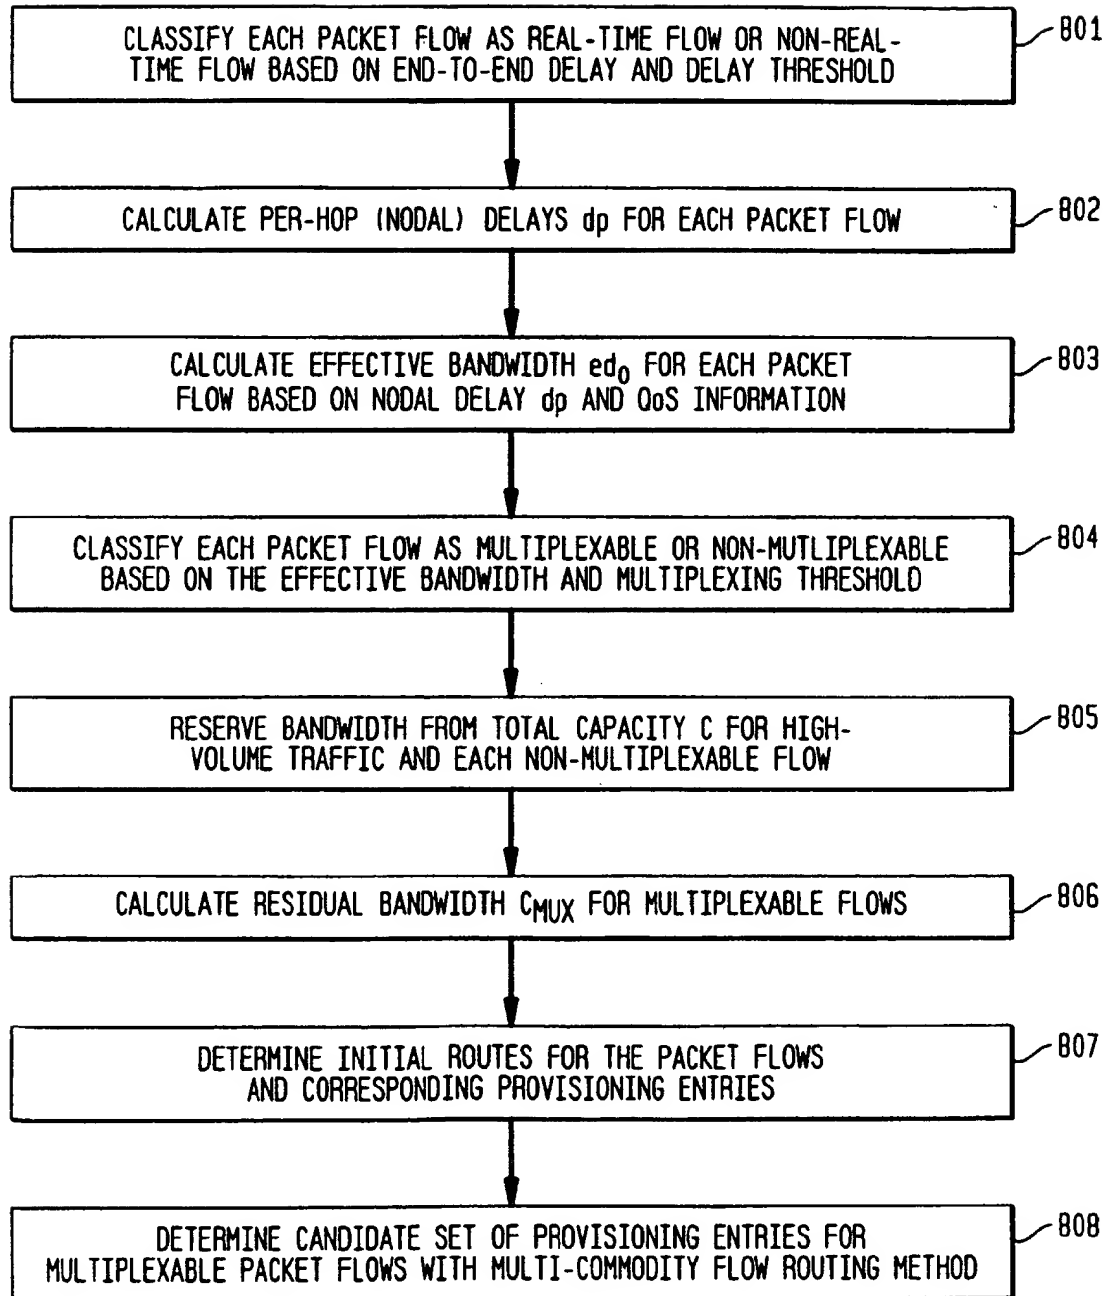 CLASSIFY EACH PACKET FLOW AS REAL-TIME FLOW OR NON-REAL-
TIME FLOW BASED ON END-TO-END DELAY AND DELAY THRESHOLD
801
CALCULATE PER-HOP (NODAL) DELAYS dp FOR EACH PACKET FLOW
802
CALCULATE EFFECTIVE BANDWIDTH ed₀ FOR EACH PACKET
FLOW BASED ON NODAL DELAY dp AND QoS INFORMATION
803
CLASSIFY EACH PACKET FLOW AS MULTIPLEXABLE OR NON-MUTLIPLEXABLE
BASED ON THE EFFECTIVE BANDWIDTH AND MULTIPLEXING THRESHOLD
804
RESERVE BANDWIDTH FROM TOTAL CAPACITY C FOR HIGH-
VOLUME TRAFFIC AND EACH NON-MULTIPLEXABLE FLOW
805
CALCULATE RESIDUAL BANDWIDTH CMUX FOR MULTIPLEXABLE FLOWS
806
DETERMINE INITIAL ROUTES FOR THE PACKET FLOWS
AND CORRESPONDING PROVISIONING ENTRIES
807
DETERMINE CANDIDATE SET OF PROVISIONING ENTRIES FOR
MULTIPLEXABLE PACKET FLOWS WITH MULTI-COMMODITY FLOW ROUTING METHOD
808